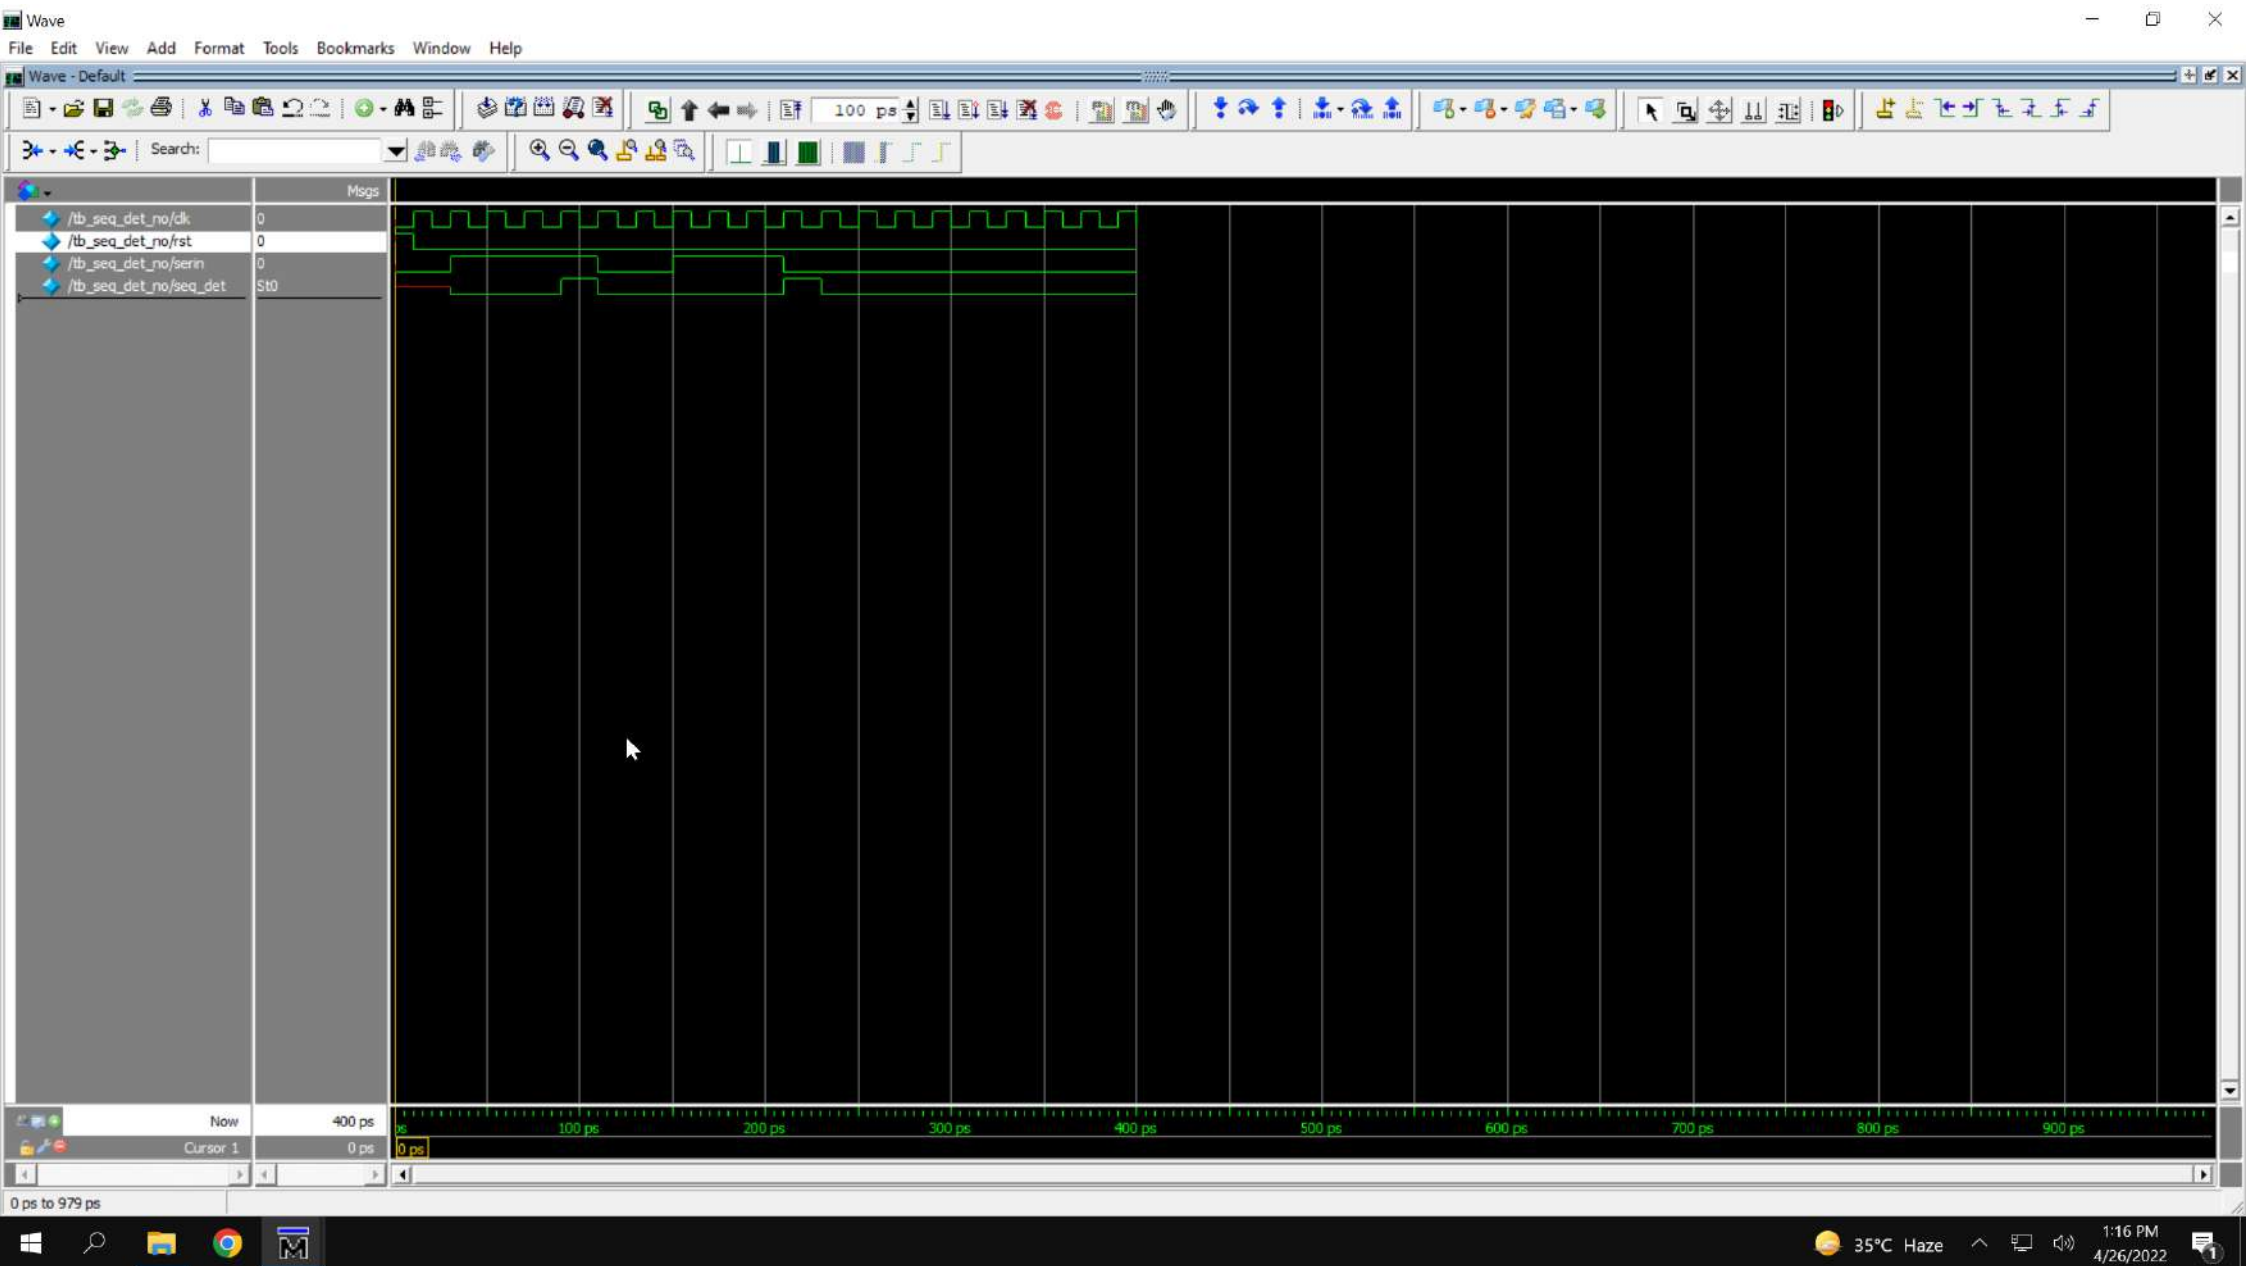 Wave
File Edit View Add Format Tools Bookmarks Window Help
Wave - Default
100 ps
Search:
Msgs
/tb_seq_det_no/clk 0
/tb_seq_det_no/rst 0
/tb_seq_det_no/serin 0
/tb_seq_det_no/seq_det St0
Now 400 ps
ps 100 ps 200 ps 300 ps 400 ps 500 ps 600 ps 700 ps 800 ps 900 ps
Cursor 1 0 ps 0 ps
0 ps to 979 ps
35°C Haze
1:16 PM
4/26/2022
1